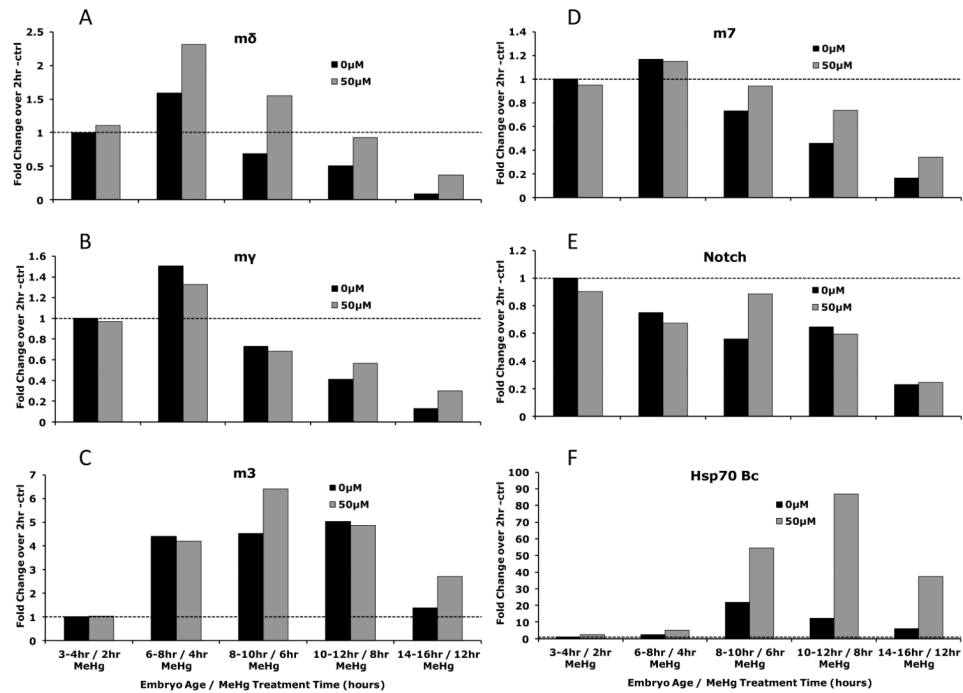 A
mδ
Fold Change over 2hr -ctrl
2.5
2
1.5
1
0.5
0
0µM
50µM
B
mγ
Fold Change over 2hr -ctrl
1.6
1.4
1.2
1
0.8
0.6
0.4
0.2
0
0µM
50µM
C
m3
Fold Change over 2hr -ctrl
7
6
5
4
3
2
1
0
0µM
50µM
3-4hr / 2hr MeHg
6-8hr / 4hr MeHg
8-10hr / 6hr MeHg
10-12hr / 8hr MeHg
14-16hr / 12hr MeHg
Embryo Age / MeHg Treatment Time (hours)
D
m7
Fold Change over 2hr -ctrl
1.4
1.2
1
0.8
0.6
0.4
0.2
0
0µM
50µM
E
Notch
Fold Change over 2hr -ctrl
1.2
1
0.8
0.6
0.4
0.2
0
0µM
50µM
F
Hsp70 Bc
Fold Change over 2hr -ctrl
100
90
80
70
60
50
40
30
20
10
0
0µM
50µM
3-4hr / 2hr MeHg
6-8hr / 4hr MeHg
8-10hr / 6hr MeHg
10-12hr / 8hr MeHg
14-16hr / 12hr MeHg
Embryo Age / MeHg Treatment Time (hours)